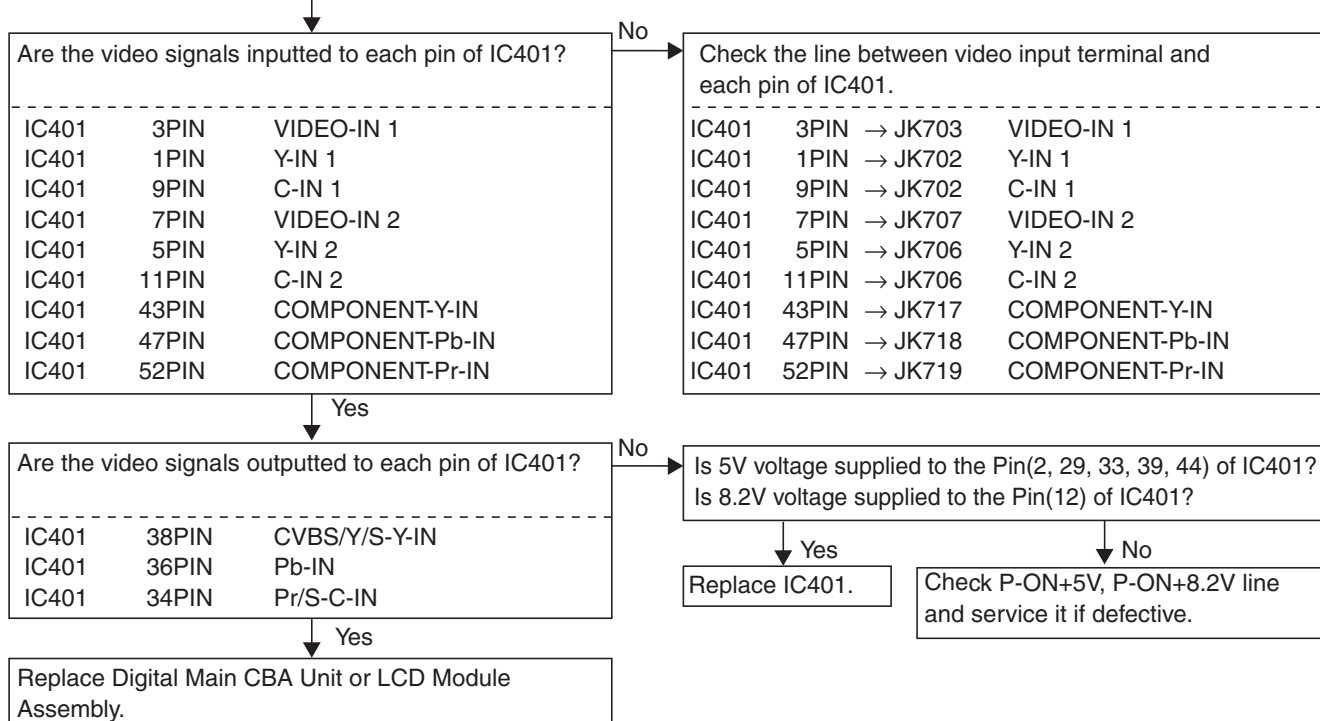 Are the video signals inputted to each pin of IC401?
IC401 3PIN VIDEO-IN 1
IC401 1PIN Y-IN 1
IC401 9PIN C-IN 1
IC401 7PIN VIDEO-IN 2
IC401 5PIN Y-IN 2
IC401 11PIN C-IN 2
IC401 43PIN COMPONENT-Y-IN
IC401 47PIN COMPONENT-Pb-IN
IC401 52PIN COMPONENT-Pr-IN
No
Check the line between video input terminal and
each pin of IC401.
IC401 3PIN → JK703 VIDEO-IN 1
IC401 1PIN → JK702 Y-IN 1
IC401 9PIN → JK702 C-IN 1
IC401 7PIN → JK707 VIDEO-IN 2
IC401 5PIN → JK706 Y-IN 2
IC401 11PIN → JK706 C-IN 2
IC401 43PIN → JK717 COMPONENT-Y-IN
IC401 47PIN → JK718 COMPONENT-Pb-IN
IC401 52PIN → JK719 COMPONENT-Pr-IN
Yes
Are the video signals outputted to each pin of IC401?
IC401 38PIN CVBS/Y/S-Y-IN
IC401 36PIN Pb-IN
IC401 34PIN Pr/S-C-IN
No
Is 5V voltage supplied to the Pin(2, 29, 33, 39, 44) of IC401?
Is 8.2V voltage supplied to the Pin(12) of IC401?
Yes
Replace IC401.
No
Check P-ON+5V, P-ON+8.2V line
and service it if defective.
Yes
Replace Digital Main CBA Unit or LCD Module
Assembly.